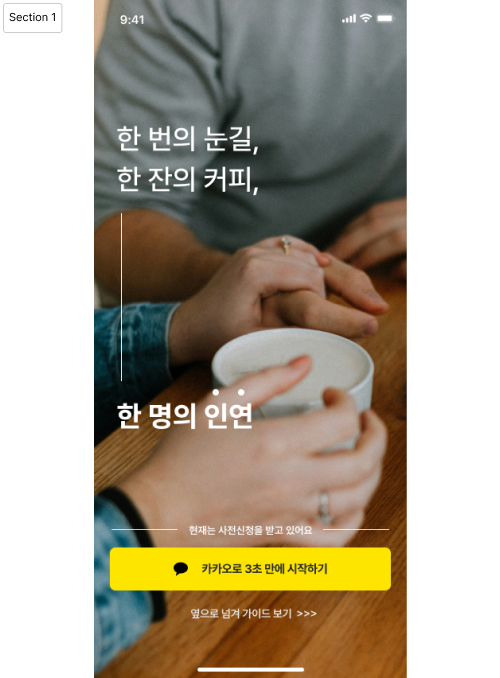 Section 1
9:41
한 번의 눈길,
한 잔의 커피,
한 명의 인연
현재는 사전신청을 받고 있어요
카카오로 3초 만에 시작하기
옆으로 넘겨 가이드 보기 >>>